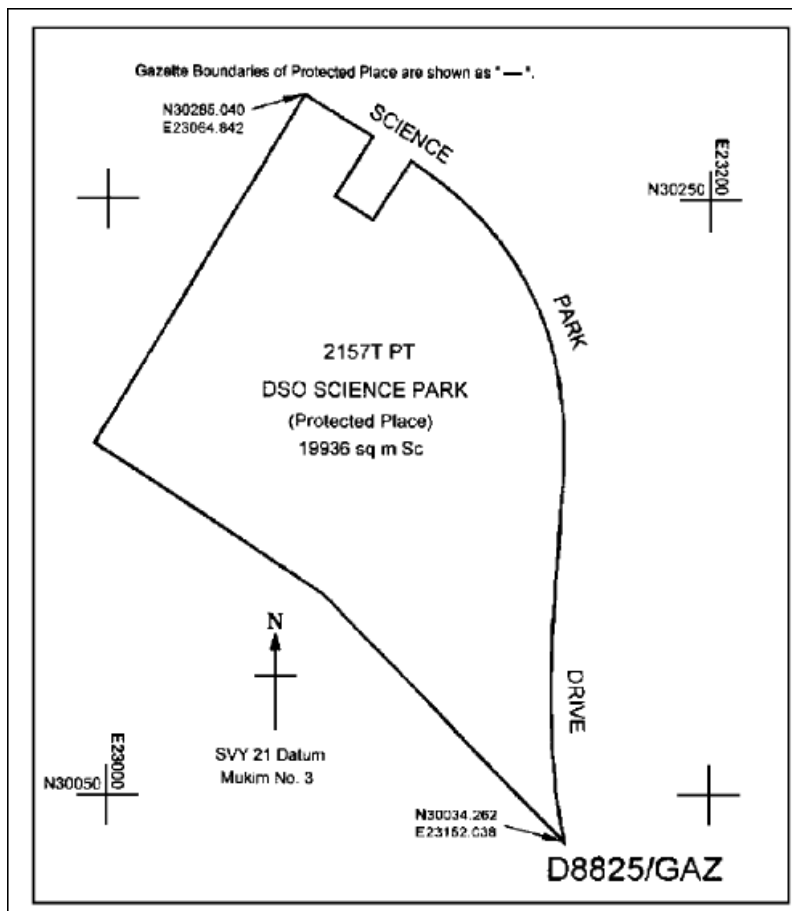 Gazette Boundaries of Protected Place are shown as " — ".
N30285.040
E23064.842
SCIENCE
E23200
N30250
PARK
2157T PT
DSO SCIENCE PARK
(Protected Place)
19936 sq m Sc
N
DRIVE
SVY 21 Datum
Mukim No. 3
E23000
N30050
N30034.262
E23152.038
D8825/GAZ